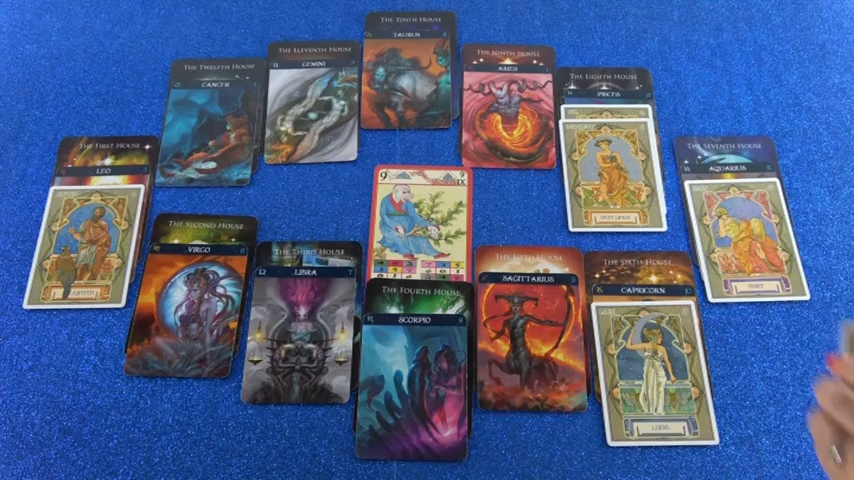 THE TENTH HOUSE
TAURUS
THE ELEVENTH HOUSE
GEMINI
THE NINTH HOUSE
ARIES
THE TWELFTH HOUSE
CANCER
THE EIGHTH HOUSE
PISCES
THE FIRST HOUSE
LEO
THE SEVENTH HOUSE
AQUARIUS
9
9
IX
THE SECOND HOUSE
VIRGO
THE THIRD HOUSE
LIBRA
THE FIFTH HOUSE
SAGITTARIUS
THE SIXTH HOUSE
CAPRICORN
THE FOURTH HOUSE
SCORPIO